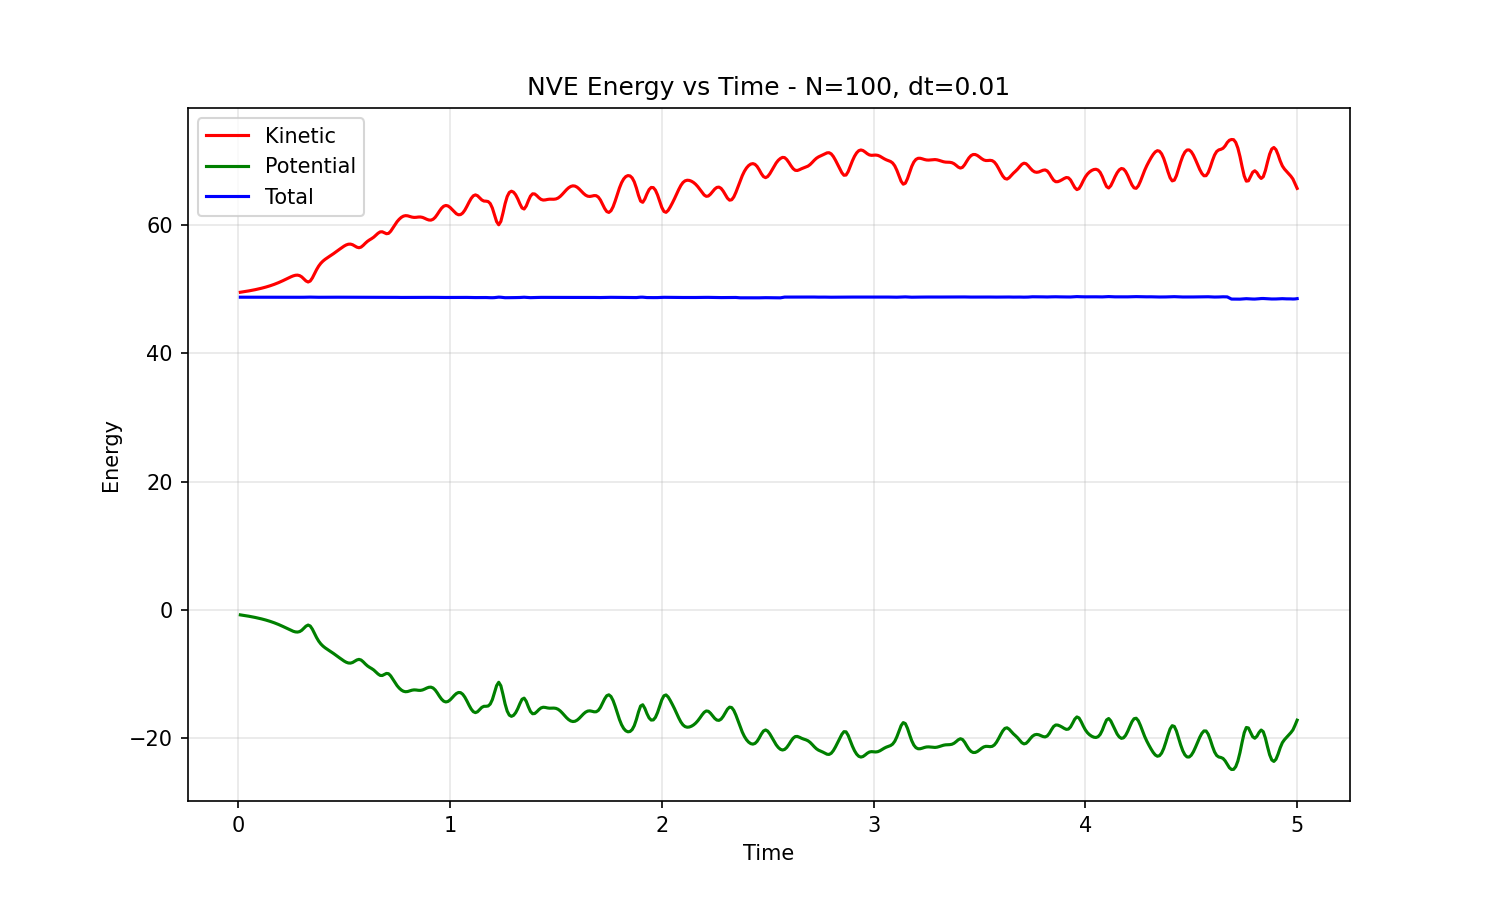 NVE Energy vs Time - N=100, dt=0.01
Kinetic
Potential
Total
Energy
60
40
20
0
−20
0 1 2 3 4 5
Time